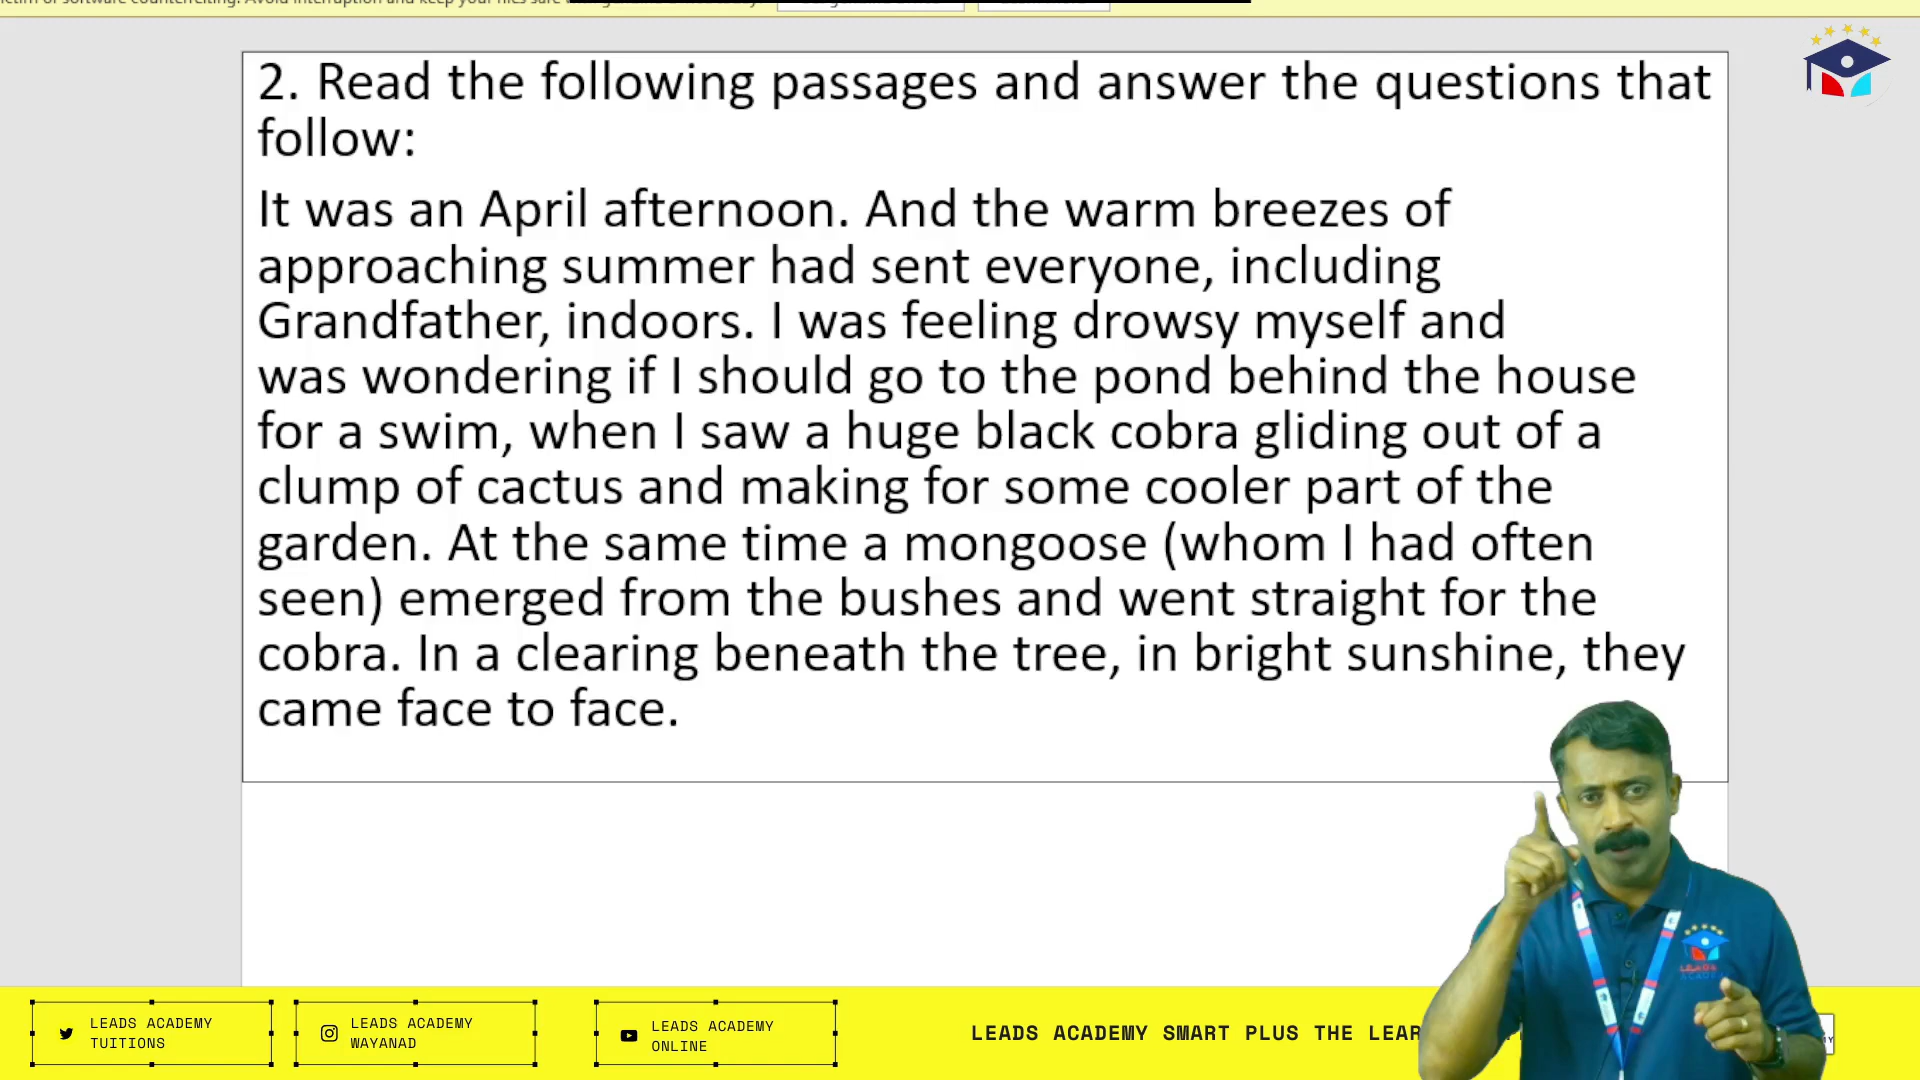 2. Read the following passages and answer the questions that
follow:
It was an April afternoon. And the warm breezes of
approaching summer had sent everyone, including
Grandfather, indoors. I was feeling drowsy myself and
was wondering if I should go to the pond behind the house
for a swim, when I saw a huge black cobra gliding out of a
clump of cactus and making for some cooler part of the
garden. At the same time a mongoose (whom I had often
seen) emerged from the bushes and went straight for the
cobra. In a clearing beneath the tree, in bright sunshine, they
came face to face.
LEADS ACADEMY
TUITIONS
LEADS ACADEMY
WAYANAD
LEADS ACADEMY
ONLINE
LEADS ACADEMY SMART PLUS THE LEAR